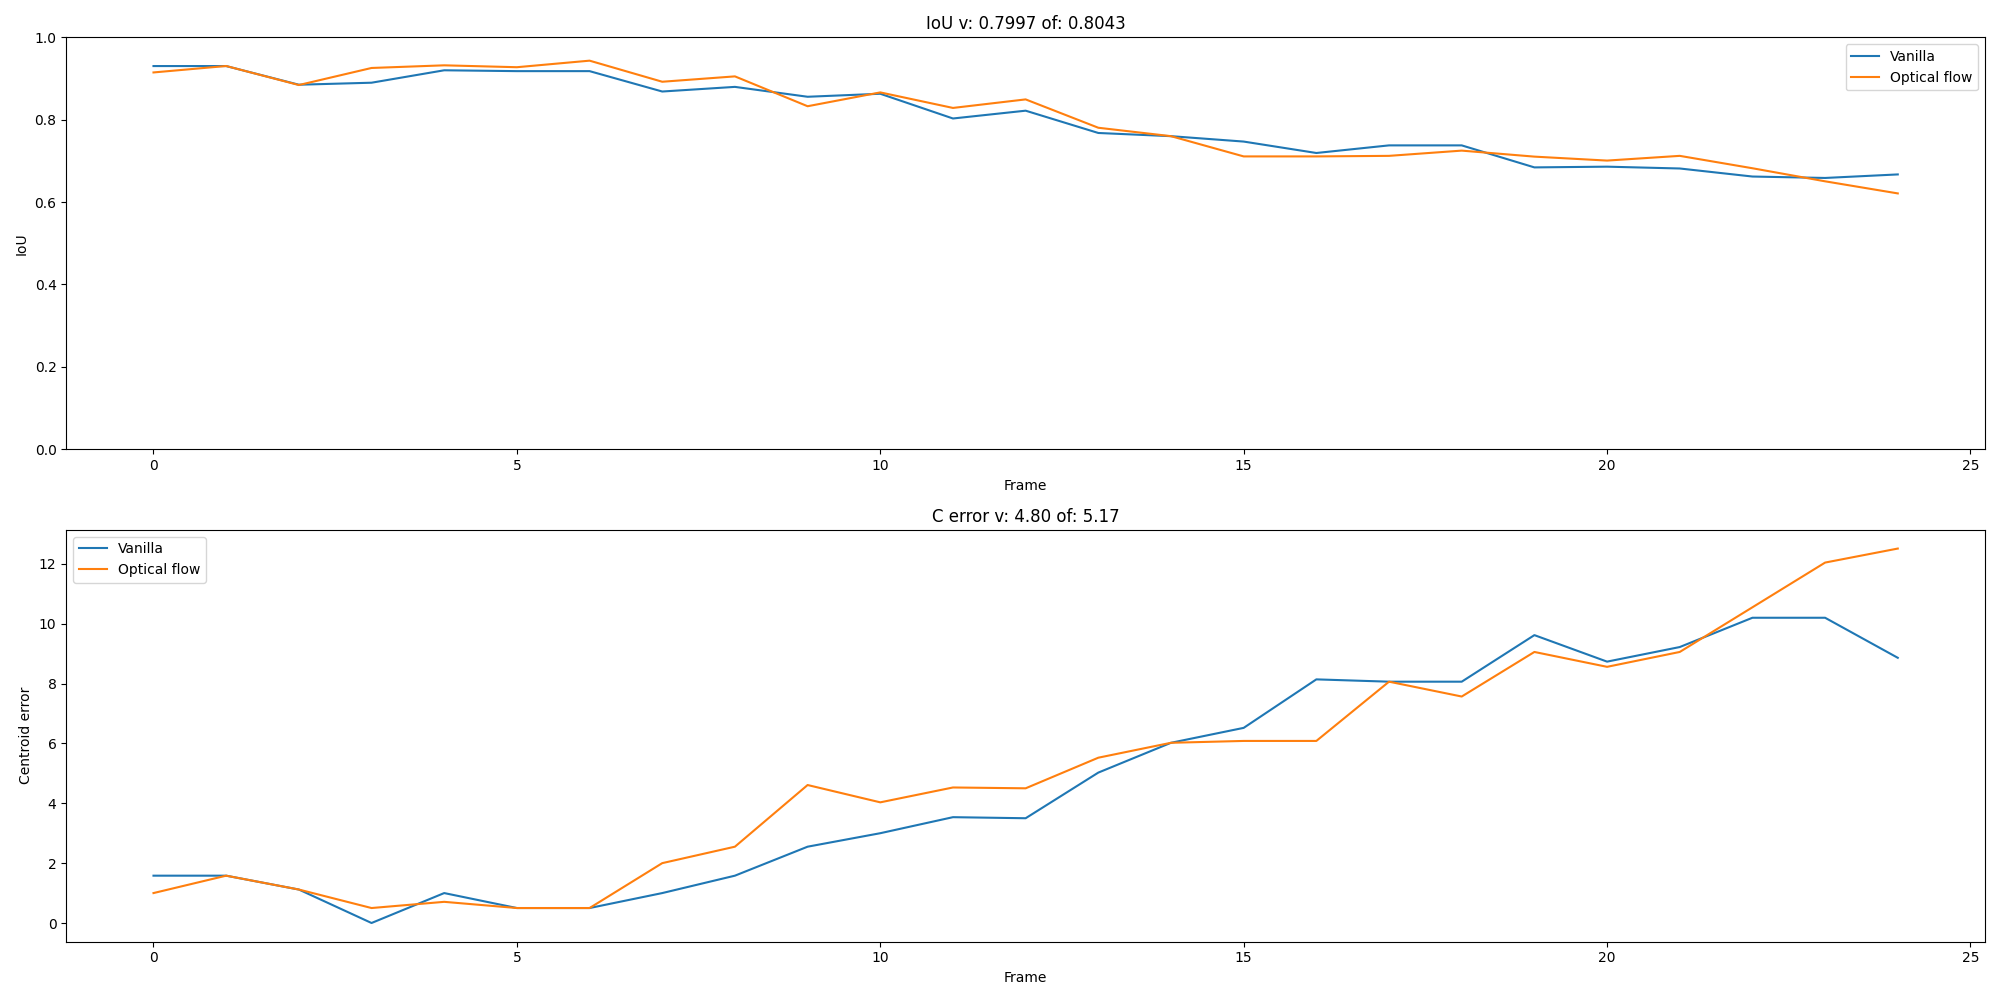 IoU v: 0.7997 of: 0.8043
1.0
0.8
0.6
0.4
0.2
0.0
IoU
Vanilla
Optical flow
0 5 10 15 20 25
Frame
C error v: 4.80 of: 5.17
Vanilla
Optical flow
12
10
8
6
4
2
0
Centroid error
0 5 10 15 20 25
Frame